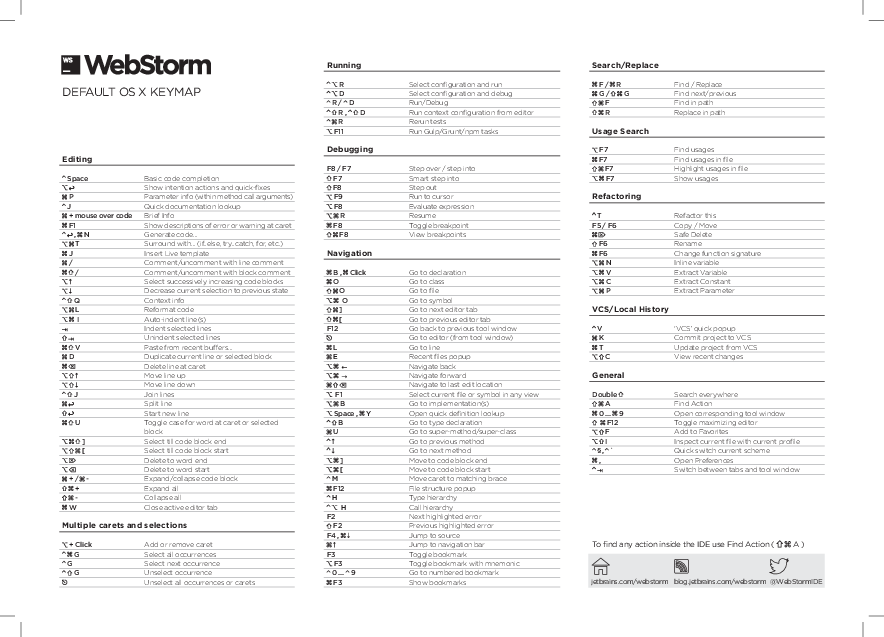 WS WebStorm
DEFAULT OS X KEYMAP
Editing
⌃Space Basic code completion
⌥↩ Show intention actions and quick-fixes
⌘P Parameter info (within method call arguments)
⌃J Quick documentation lookup
⌘+mouse over code Brief Info
⌘F1 Show descriptions of error or warning at caret
⌃↩, ⌘N Generate code...
⌥⌘T Surround with… (if..else, try..catch, for, etc.)
⌘J Insert Live template
⌘/ Comment/uncomment with line comment
⌘⇧/ Comment/uncomment with block comment
⌥↑ Select successively increasing code blocks
⌥↓ Decrease current selection to previous state
⌃⇧Q Context info
⌥⌘L Reformat code
⌥⌘I Auto-indent line(s)
⇥ Indent selected lines
⇧⇥ Unindent selected lines
⌘⇧V Paste from recent buffers...
⌘D Duplicate current line or selected block
⌘⌫ Delete line at caret
⌥⇧↑ Move line up
⌥⇧↓ Move line down
⌃⇧J Join lines
⌘↩ Split line
⇧↩ Start new line
⌘⇧U Toggle case for word at caret or selected
block
⌥⌘⇧] Select till code block end
⌥⇧⌘[ Select till code block start
⌥⌦ Delete to word end
⌥⌫ Delete to word start
⌘+/⌘- Expand/collapse code block
⇧⌘+ Expand all
⇧⌘- Collapse all
⌘W Close active editor tab
Multiple carets and selections
⌥+Click Add or remove caret
⌃⌘G Select all occurrences
⌃G Select next occurrence
⌃⇧G Unselect occurrence
⎋ Unselect all occurrences or carets
Running
⌃⌥R Select configuration and run
⌃⌥D Select configuration and debug
⌃R/⌃D Run/Debug
⌃⇧R, ⌃⇧D Run context configuration from editor
⌃⌘R Rerun tests
⌥F11 Run Gulp/Grunt/npm tasks
Debugging
F8 / F7 Step over / step into
⇧F7 Smart step into
⇧F8 Step out
⌥F9 Run to cursor
⌥F8 Evaluate expression
⌥⌘R Resume
⌘F8 Toggle breakpoint
⇧⌘F8 View breakpoints
Navigation
⌘B, ⌘Click Go to declaration
⌘O Go to class
⇧⌘O Go to file
⌥⌘O Go to symbol
⇧⌘] Go to next editor tab
⇧⌘[ Go to previous editor tab
F12 Go back to previous tool window
⎋ Go to editor (from tool window)
⌘L Go to line
⌘E Recent files popup
⌥⌘← Navigate back
⌥⌘→ Navigate forward
⌘⇧⌫ Navigate to last edit location
⌥F1 Select current file or symbol in any view
⌥⌘B Go to implementation(s)
⌥Space, ⌘Y Open quick definition lookup
⌃⇧B Go to type declaration
⌘U Go to super-method/super-class
⌃↑ Go to previous method
⌃↓ Go to next method
⌥⌘] Move to code block end
⌥⌘[ Move to code block start
⌃M Move caret to matching brace
⌘F12 File structure popup
⌃H Type hierarchy
⌃⌥H Call hierarchy
F2 Next highlighted error
⇧F2 Previous highlighted error
F4, ⌘↓ Jump to source
⌘↑ Jump to navigation bar
F3 Toggle bookmark
⌥F3 Toggle bookmark with mnemonic
⌃0...⌃9 Go to numbered bookmark
⌘F3 Show bookmarks
Search/Replace
⌘F/⌘R Find / Replace
⌘G/⇧⌘G Find next/previous
⇧⌘F Find in path
⇧⌘R Replace in path
Usage Search
⌥F7 Find usages
⌘F7 Find usages in file
⇧⌘F7 Highlight usages in file
⌥⌘F7 Show usages
Refactoring
⌃T Refactor this
F5 / F6 Copy / Move
⌘⌦ Safe Delete
⇧F6 Rename
⌘F6 Change function signature
⌥⌘N Inline variable
⌥⌘V Extract Variable
⌥⌘C Extract Constant
⌥⌘P Extract Parameter
VCS/Local History
⌃V 'VCS' quick popup
⌘K Commit project to VCS
⌘T Update project from VCS
⌥⇧C View recent changes
General
Double⇧ Search everywhere
⇧⌘A Find Action
⌘0...⌘9 Open corresponding tool window
⇧⌘F12 Toggle maximizing editor
⌥⇧F Add to Favorites
⌥⇧I Inspect current file with current profile
⌃§, ⌃` Quick switch current scheme
⌘, Open Preferences
⌃⇥ Switch between tabs and tool window
To find any action inside the IDE use Find Action (⇧⌘A)
jetbrains.com/webstorm blog.jetbrains.com/webstorm @WebStormIDE